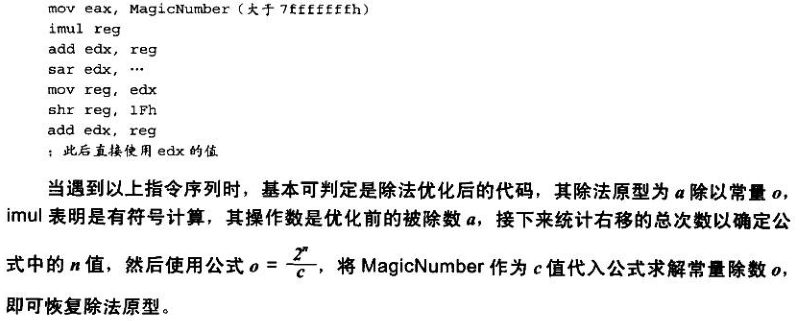 mov eax, MagicNumber（大于 7fffffffh）
imul reg
add edx, reg
sar edx, …
mov reg, edx
shr reg, 1Fh
add edx, reg
；此后直接使用 edx 的值
当遇到以上指令序列时，基本可判定是除法优化后的代码，其除法原型为 a 除以常量 o，
imul 表明是有符号计算，其操作数是优化前的被除数 a，接下来统计右移的总次数以确定公
式中的 n 值，然后使用公式 o = 2ⁿ/c，将 MagicNumber 作为 c 值代入公式求解常量除数 o，
即可恢复除法原型。